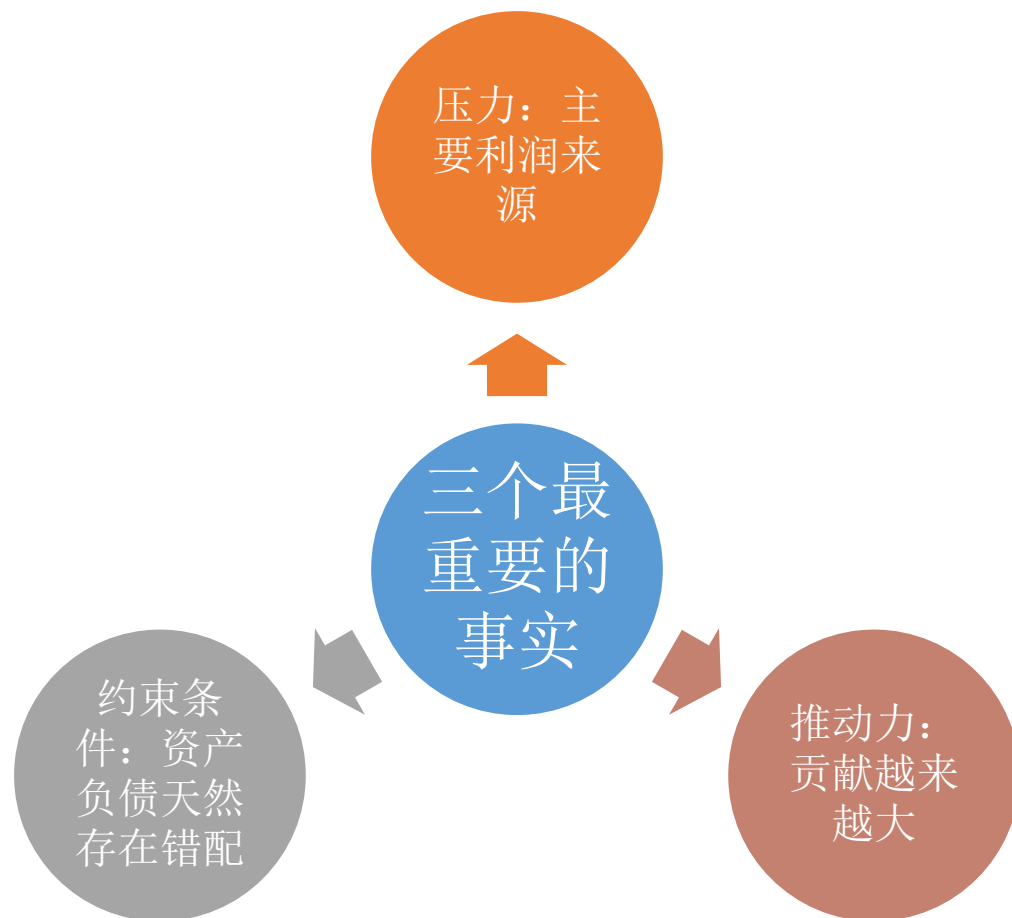 压力：主
要利润来
源
三个最
重要的
事实
约束条
件：资产
负债天然
存在错配
推动力：
贡献越来
越大